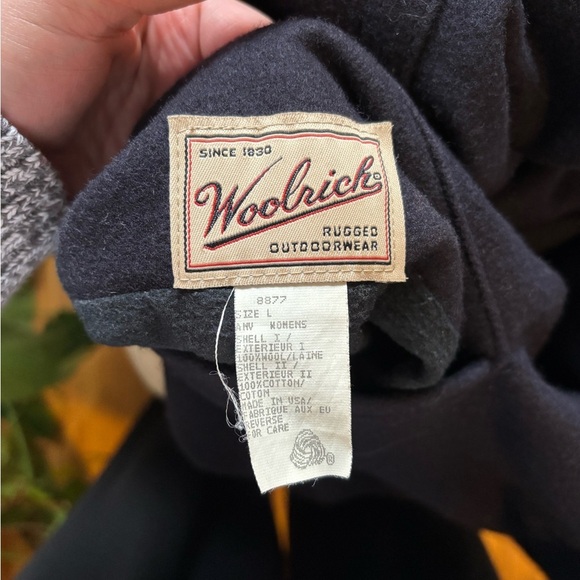 SINCE 1830
Woolrich®
RUGGED
OUTDOORWEAR
8877
SIZE L
AHV WOMENS
SHELL I /
EXTERIEUR I
100%WOOL/LAINE
SHELL II /
EXTERIEUR II
100%COTTON/
COTON
MADE IN USA/
FABRIQUE AUX EU
REVERSE
FOR CARE
®